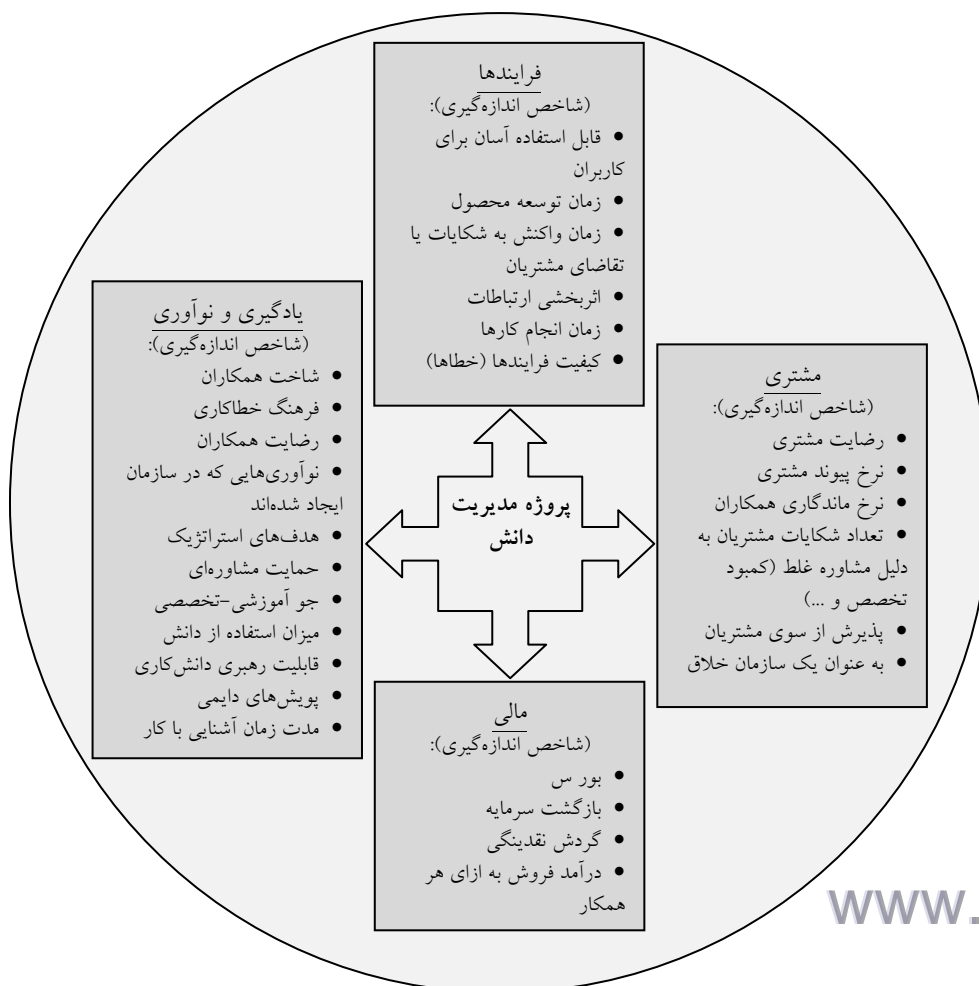 فرایندها
(شاخص اندازه‌گیری):
• قابل استفاده آسان برای
کاربران
• زمان توسعه محصول
• زمان واکنش به شکایات یا
تقاضای مشتریان
• اثربخشی ارتباطات
• زمان انجام کارها
• کیفیت فرایندها (خطاها)
مشتری
(شاخص اندازه‌گیری):
• رضایت مشتری
• نرخ پیوند مشتری
• نرخ ماندگاری همکاران
• تعداد شکایات مشتریان به
دلیل مشاوره غلط (کمبود
تخصص و ...)
• پذیرش از سوی مشتریان
• به عنوان یک سازمان خلاق
پروژه مدیریت
دانش
یادگیری و نوآوری
(شاخص اندازه‌گیری):
• شاخت همکاران
• فرهنگ خطاکاری
• رضایت همکاران
• نوآوری‌هایی که در سازمان
ایجاد شده‌اند
• هدف‌های استراتژیک
• حمایت مشاوره‌ای
• جو آموزشی-تخصصی
• میزان استفاده از دانش
• قابلیت رهبری دانش‌کاری
• پویش‌های دایمی
• مدت زمان آشنایی با کار
مالی
(شاخص اندازه‌گیری):
• بور س
• بازگشت سرمایه
• گردش نقدینگی
• درآمد فروش به ازای هر
همکار
www.